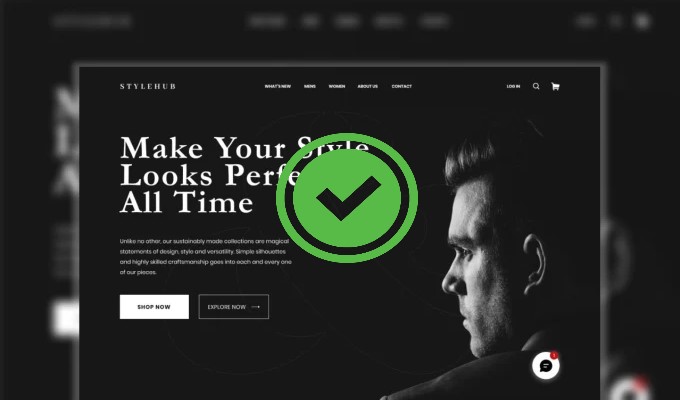 STYLEHUB
WHAT'S NEW MENS WOMEN ABOUT US CONTACT LOG IN
Make Your Style
Looks Perfe
All Time
Unlike no other, our sustainably made collections are magical
statements of design, style and versatility. Simple silhouettes
and highly skilled craftsmanship goes into each and every one
of our pieces.
SHOP NOW EXPLORE NOW
1